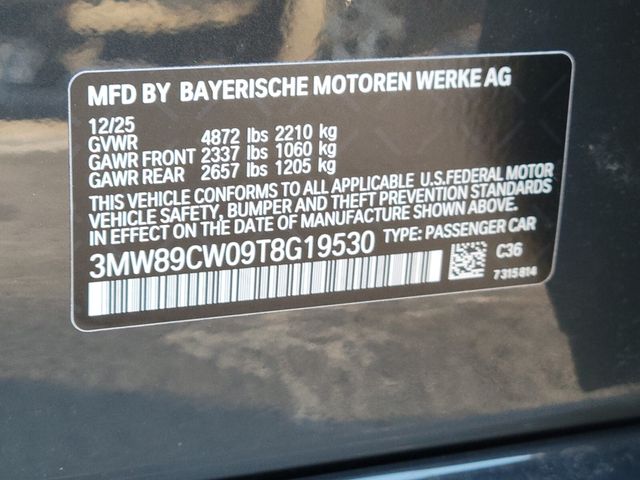 MFD BY BAYERISCHE MOTOREN WERKE AG
12/25
GVWR 4872 lbs 2210 kg
GAWR FRONT 2337 lbs 1060 kg
GAWR REAR 2657 lbs 1205 kg
THIS VEHICLE CONFORMS TO ALL APPLICABLE U.S.FEDERAL MOTOR
VEHICLE SAFETY, BUMPER AND THEFT PREVENTION STANDARDS
IN EFFECT ON THE DATE OF MANUFACTURE SHOWN ABOVE.
3MW89CW09T8G19530 TYPE: PASSENGER CAR
C36
7315814